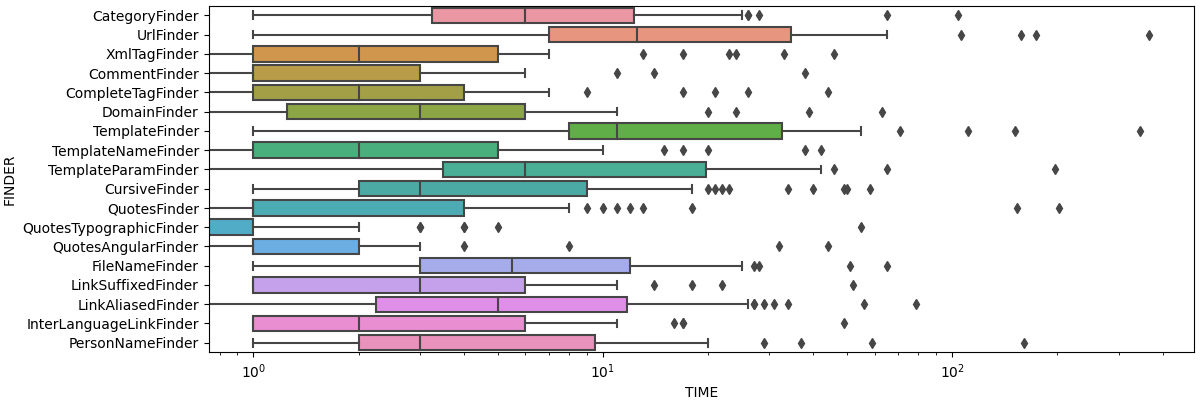 CategoryFinder
UrlFinder
XmlTagFinder
CommentFinder
CompleteTagFinder
DomainFinder
TemplateFinder
TemplateNameFinder
TemplateParamFinder
CursiveFinder
QuotesFinder
QuotesTypographicFinder
QuotesAngularFinder
FileNameFinder
LinkSuffixedFinder
LinkAliasedFinder
InterLanguageLinkFinder
PersonNameFinder
FINDER
10⁰ 10¹ 10²
TIME